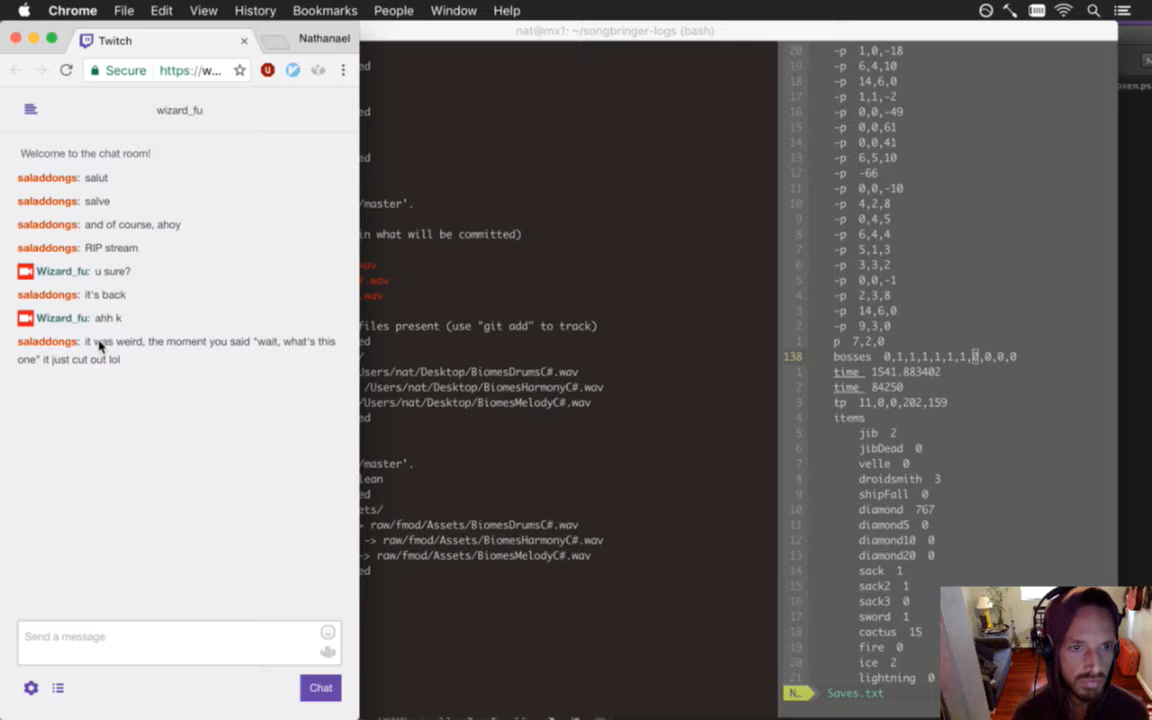 Chrome File Edit View History Bookmarks People Window Help
Twitch
Nathanael
Secure https://w...
wizard_fu
Welcome to the chat room!
saladdongs: salut
saladdongs: salve
saladdongs: and of course, ahoy
saladdongs: RIP stream
Wizard_fu: u sure?
saladdongs: it's back
Wizard_fu: ahh k
saladdongs: it was weird, the moment you said "wait, what's this
one" it just cut out lol
Send a message
Chat
nat@mx1: ~/songbringer-logs (bash)
ed
ed
ed
ed
/master'.
in what will be committed)
.wav
#.wav
.wav
files present (use "git add" to track)
ed
/
Users/nat/Desktop/BiomesDrumsC#.wav
/Users/nat/Desktop/BiomesHarmonyC#.wav
/Users/nat/Desktop/BiomesMelodyC#.wav
ed
/master'.
lean
ed
ets/
> raw/fmod/Assets/BiomesDrumsC#.wav
-> raw/fmod/Assets/BiomesHarmonyC#.wav
-> raw/fmod/Assets/BiomesMelodyC#.wav
ed
20 -p 1,0,-18
19 -p 6,4,10
18 -p 14,6,0
17 -p 1,1,-2
16 -p 0,0,-49
15 -p 0,0,61
14 -p 0,0,41
13 -p 6,5,10
12 -p -66
11 -p 0,0,-10
10 -p 4,2,8
9 -p 0,4,5
8 -p 6,4,4
7 -p 5,1,3
6 -p 3,3,2
5 -p 0,0,-1
4 -p 2,3,8
3 -p 14,6,0
2 -p 9,3,0
1 p 7,2,0
138 bosses 0,1,1,1,1,1,1,0,0,0,0
1 time 1541.883402
2 time 84250
3 tp 11,0,0,202,159
4 items
5 jib 2
6 jibDead 0
7 velle 0
8 droidsmith 3
9 shipFall 0
10 diamond 767
11 diamond5 0
12 diamond10 0
13 diamond20 0
14 sack 1
15 sack2 1
16 sack3 0
17 sword 1
18 cactus 15
19 fire 0
20 ice 2
21 lightning 0
N... Saves.txt
osen.ps